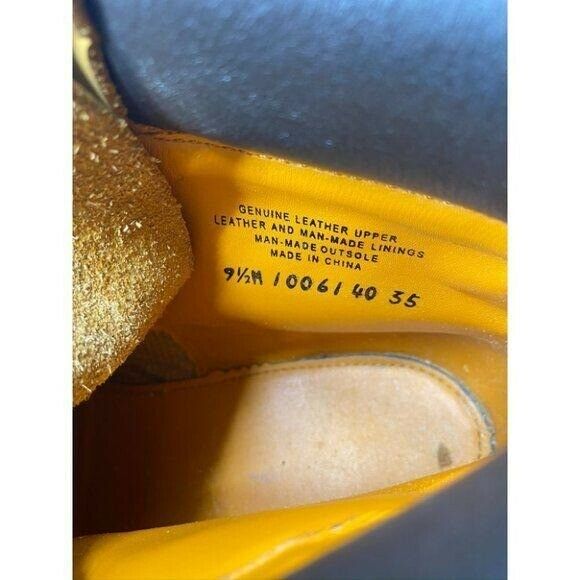 GENUINE LEATHER UPPER
LEATHER AND MAN-MADE LININGS
MAN-MADE OUTSOLE
MADE IN CHINA
9½M 10061 40 35